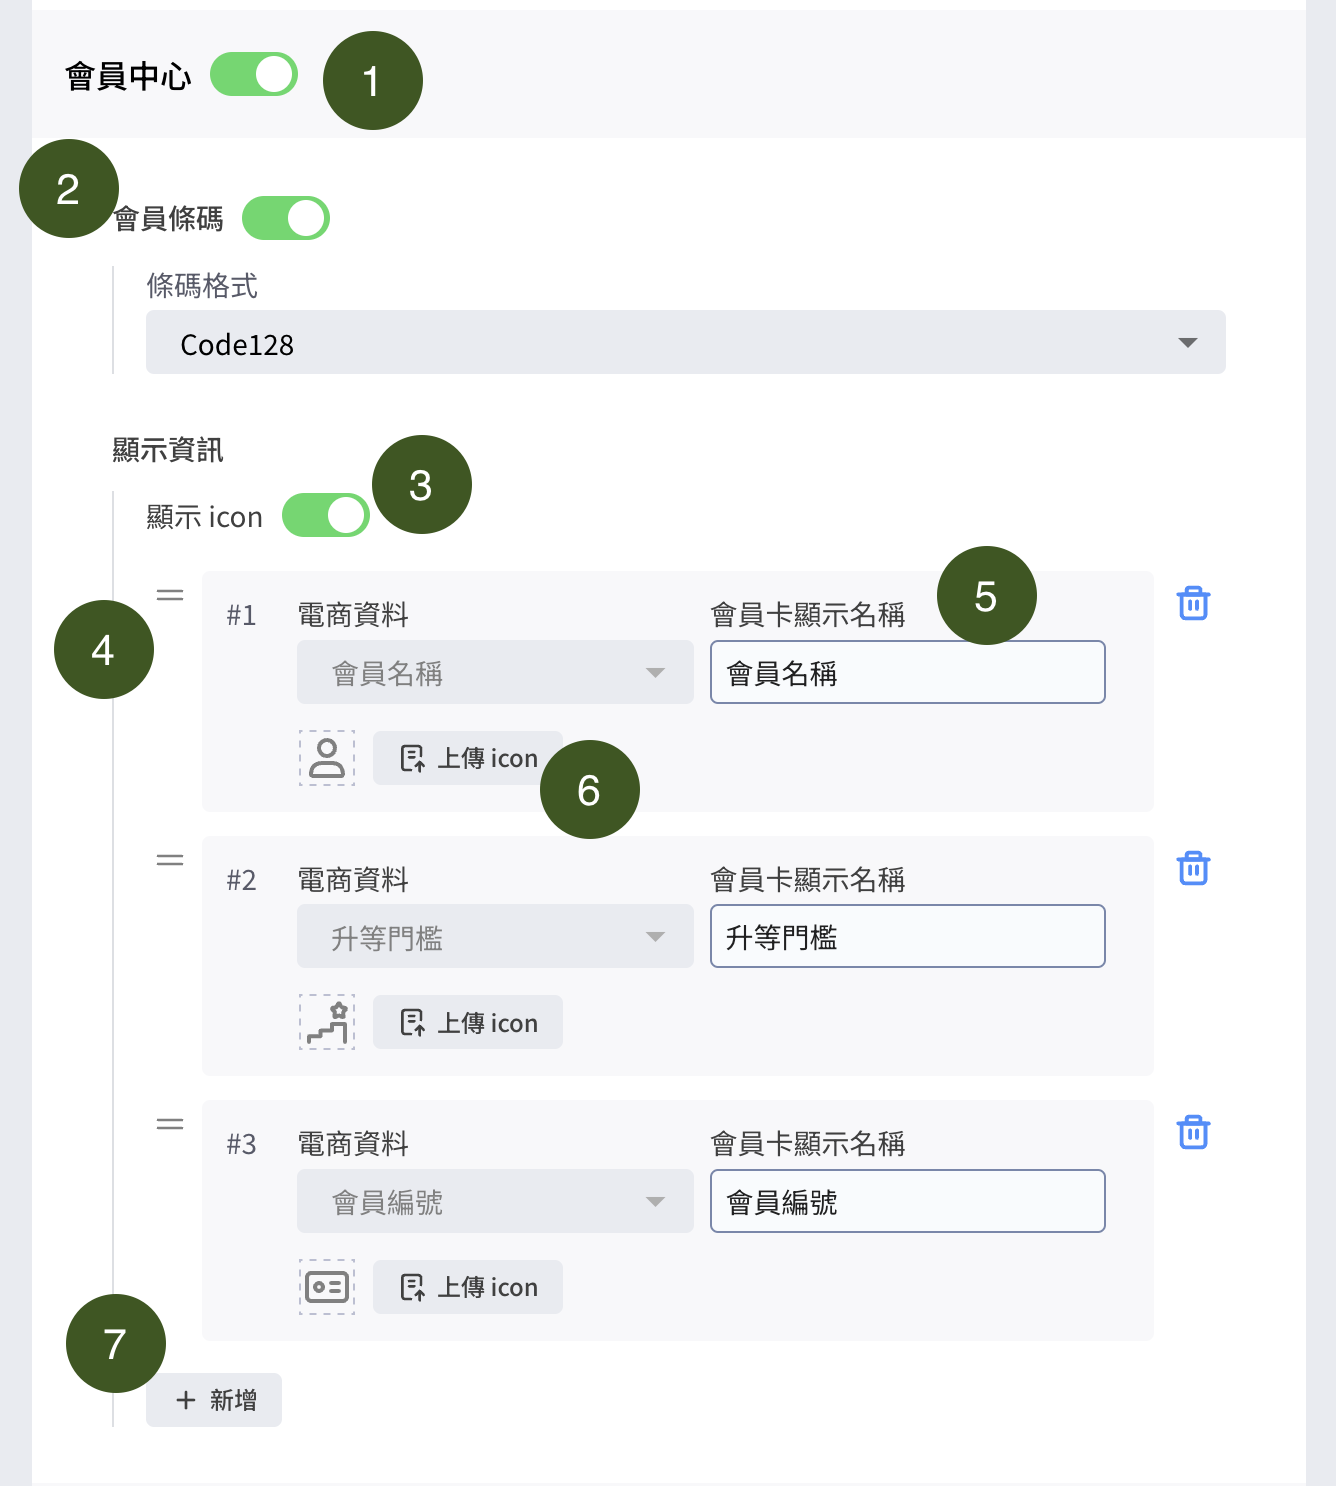 會員中心
1
2
會員條碼
條碼格式
Code128
顯示資訊
3
顯示 icon
4
5
#1 電商資料 會員卡顯示名稱
會員名稱 會員名稱
上傳 icon
6
#2 電商資料 會員卡顯示名稱
升等門檻 升等門檻
上傳 icon
#3 電商資料 會員卡顯示名稱
會員編號 會員編號
上傳 icon
7
+ 新增